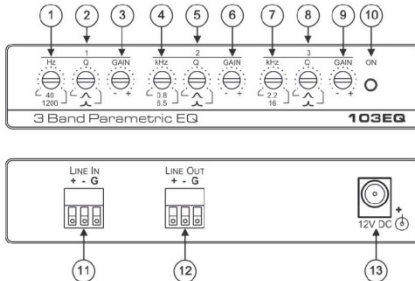 1 2 3 4 5 6 7 8 9 10
1 2 3
Hz Q GAIN kHz Q GAIN kHz Q GAIN ON
40 0.8 2.2
1200 - + 6.5 - + 16 - +
3 Band Parametric EQ 103EQ
LINE IN LINE OUT
+ - G + - G
+
12V DC
11 12 13